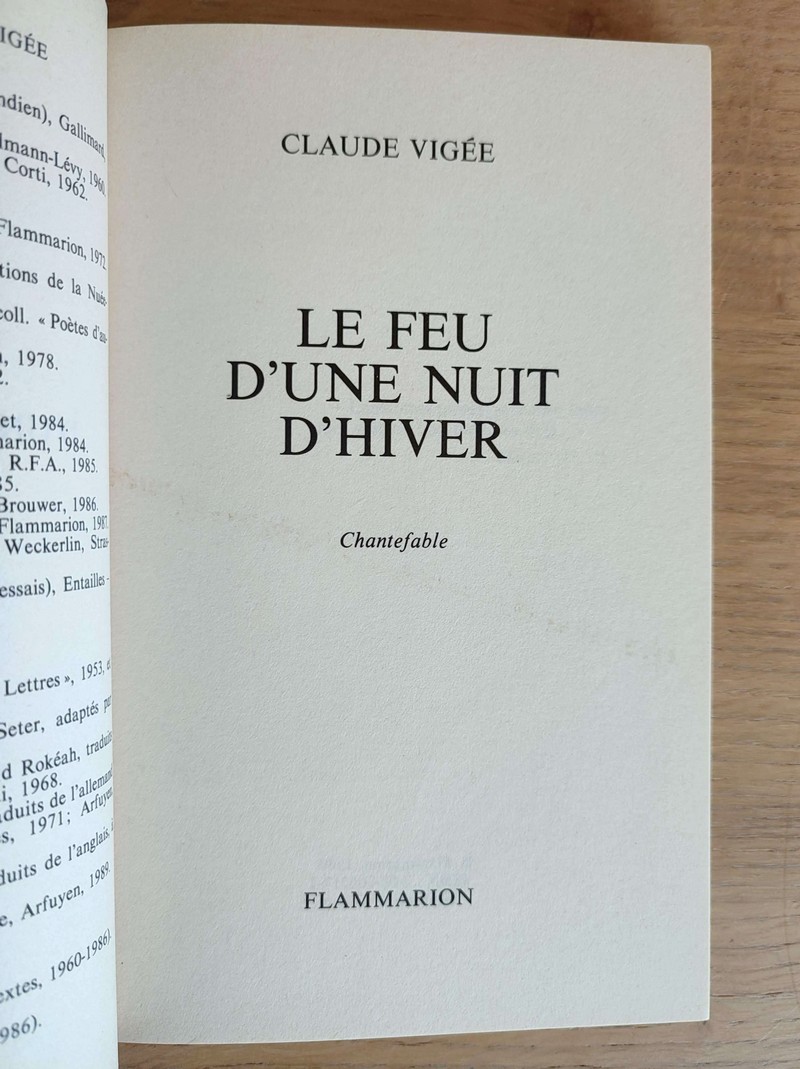 IGÉE
ndien), Gallimard,
lmann-Lévy, 1960.
Corti, 1962.
Flammarion, 1972.
tions de la Nuée-
coll. « Poètes d'au-
1978.
et, 1984.
marion, 1984.
R.F.A., 1985.
85.
Brouwer, 1986.
Flammarion, 1987.
Weckerlin, Stras-
essais), Entailles -
Lettres », 1953, e
Seter, adaptés par
d Rokéah, traduits
i, 1968.
aduits de l'allemand
s, 1971; Arfuyen,
duits de l'anglais,
e, Arfuyen, 1989.
extes, 1960-1986).
986).
CLAUDE VIGÉE
LE FEU
D'UNE NUIT
D'HIVER
Chantefable
FLAMMARION